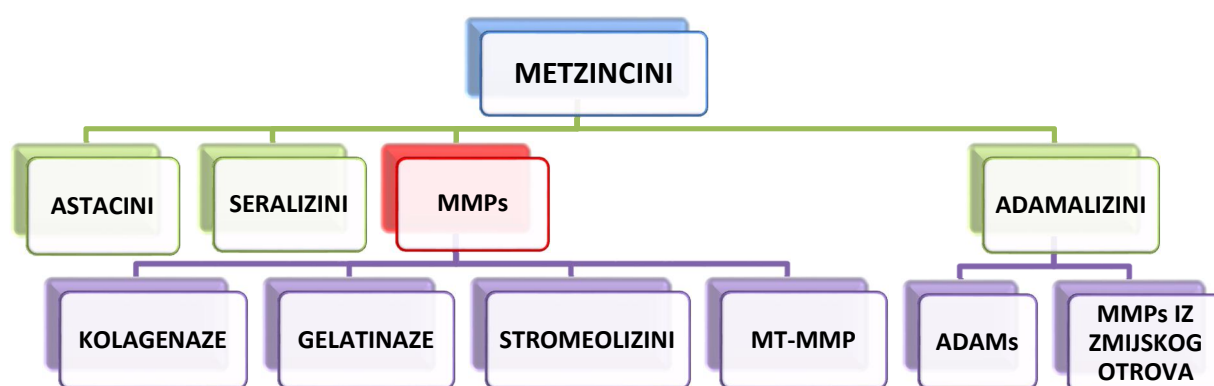 METZINCINI
ASTACINI
SERALIZINI
MMPs
ADAMALIZINI
KOLAGENAZE
GELATINAZE
STROMEOLIZINI
MT-MMP
ADAMs
MMPs IZ
ZMIJSKOG
OTROVA